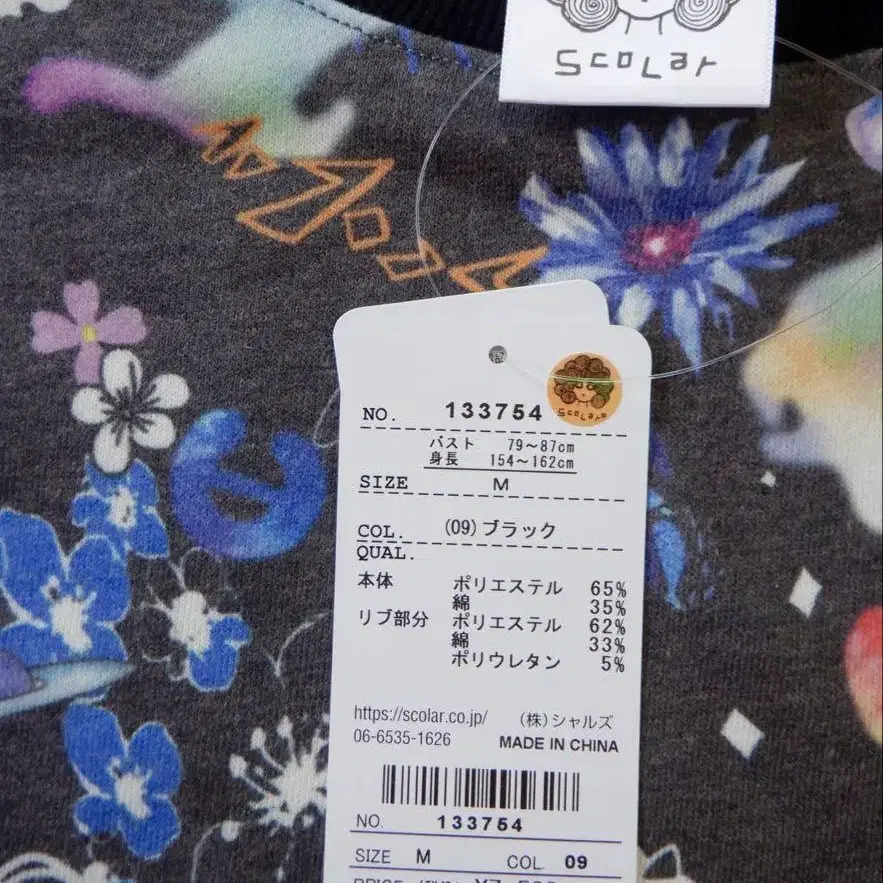 ScoLar
ScoLar
NO. 133754
バスト 79～87cm
身長 154～162cm
SIZE M
COL. (09)ブラック
QUAL.
本体 ポリエステル 65%
綿 35%
リブ部分 ポリエステル 62%
綿 33%
ポリウレタン 5%
https://scolar.co.jp/ (株)シャルズ
06-6535-1626 MADE IN CHINA
NO. 133754
SIZE M COL. 09